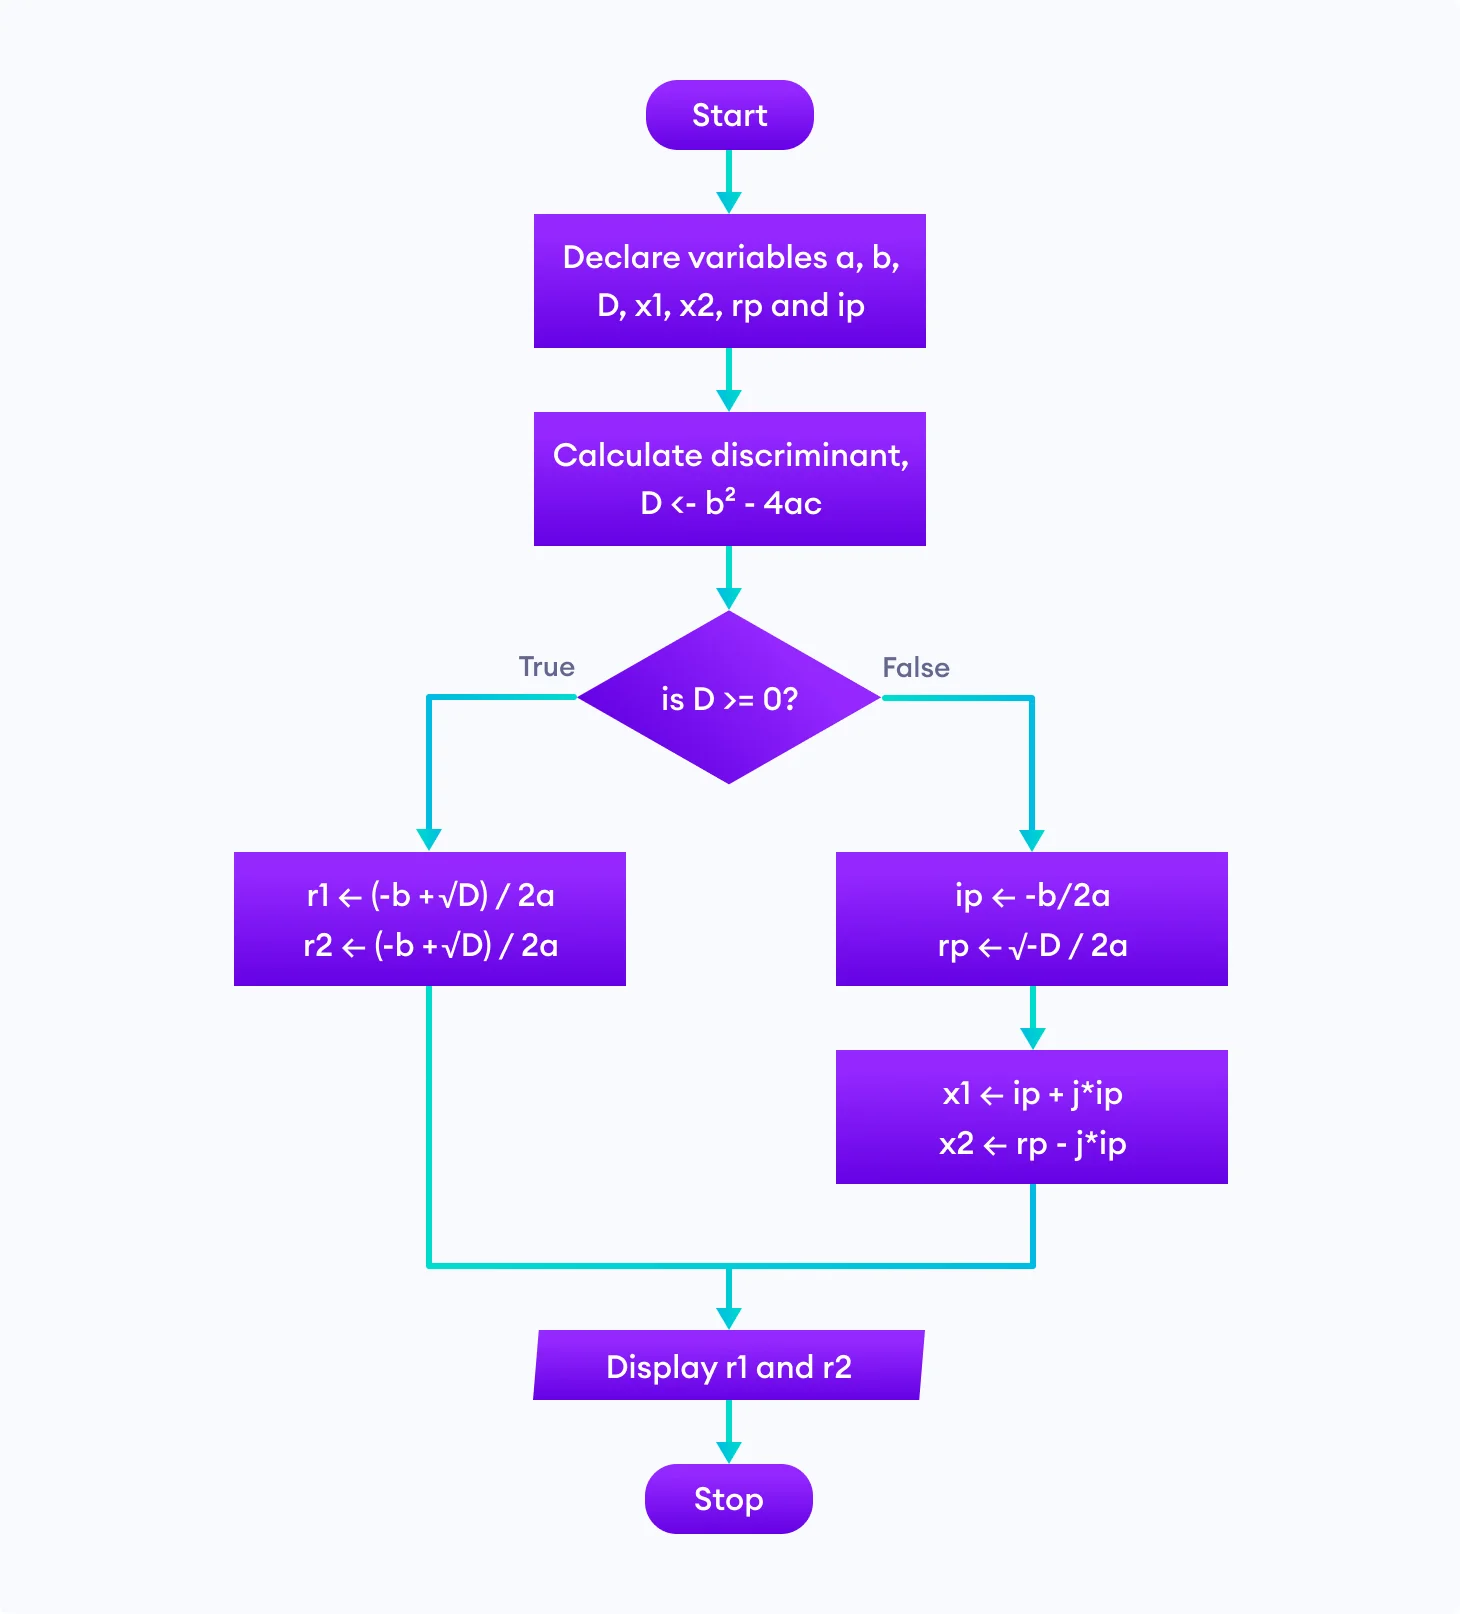 Start
Declare variables a, b,
D, x1, x2, rp and ip
Calculate discriminant,
D <- b² - 4ac
True
False
is D >= 0?
r1 ← (-b +√D) / 2a
r2 ← (-b +√D) / 2a
ip ← -b/2a
rp ← √-D / 2a
x1 ← ip + j*ip
x2 ← rp - j*ip
Display r1 and r2
Stop